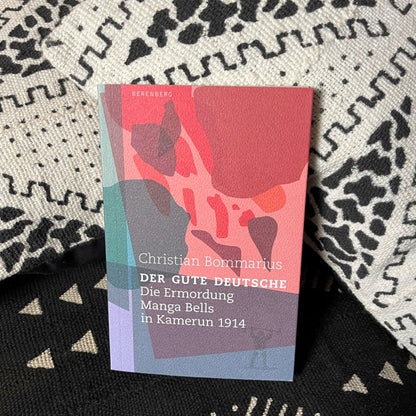 BERENBERG
Christian Bommarius
DER GUTE DEUTSCHE
Die Ermordung
Manga Bells
in Kamerun 1914